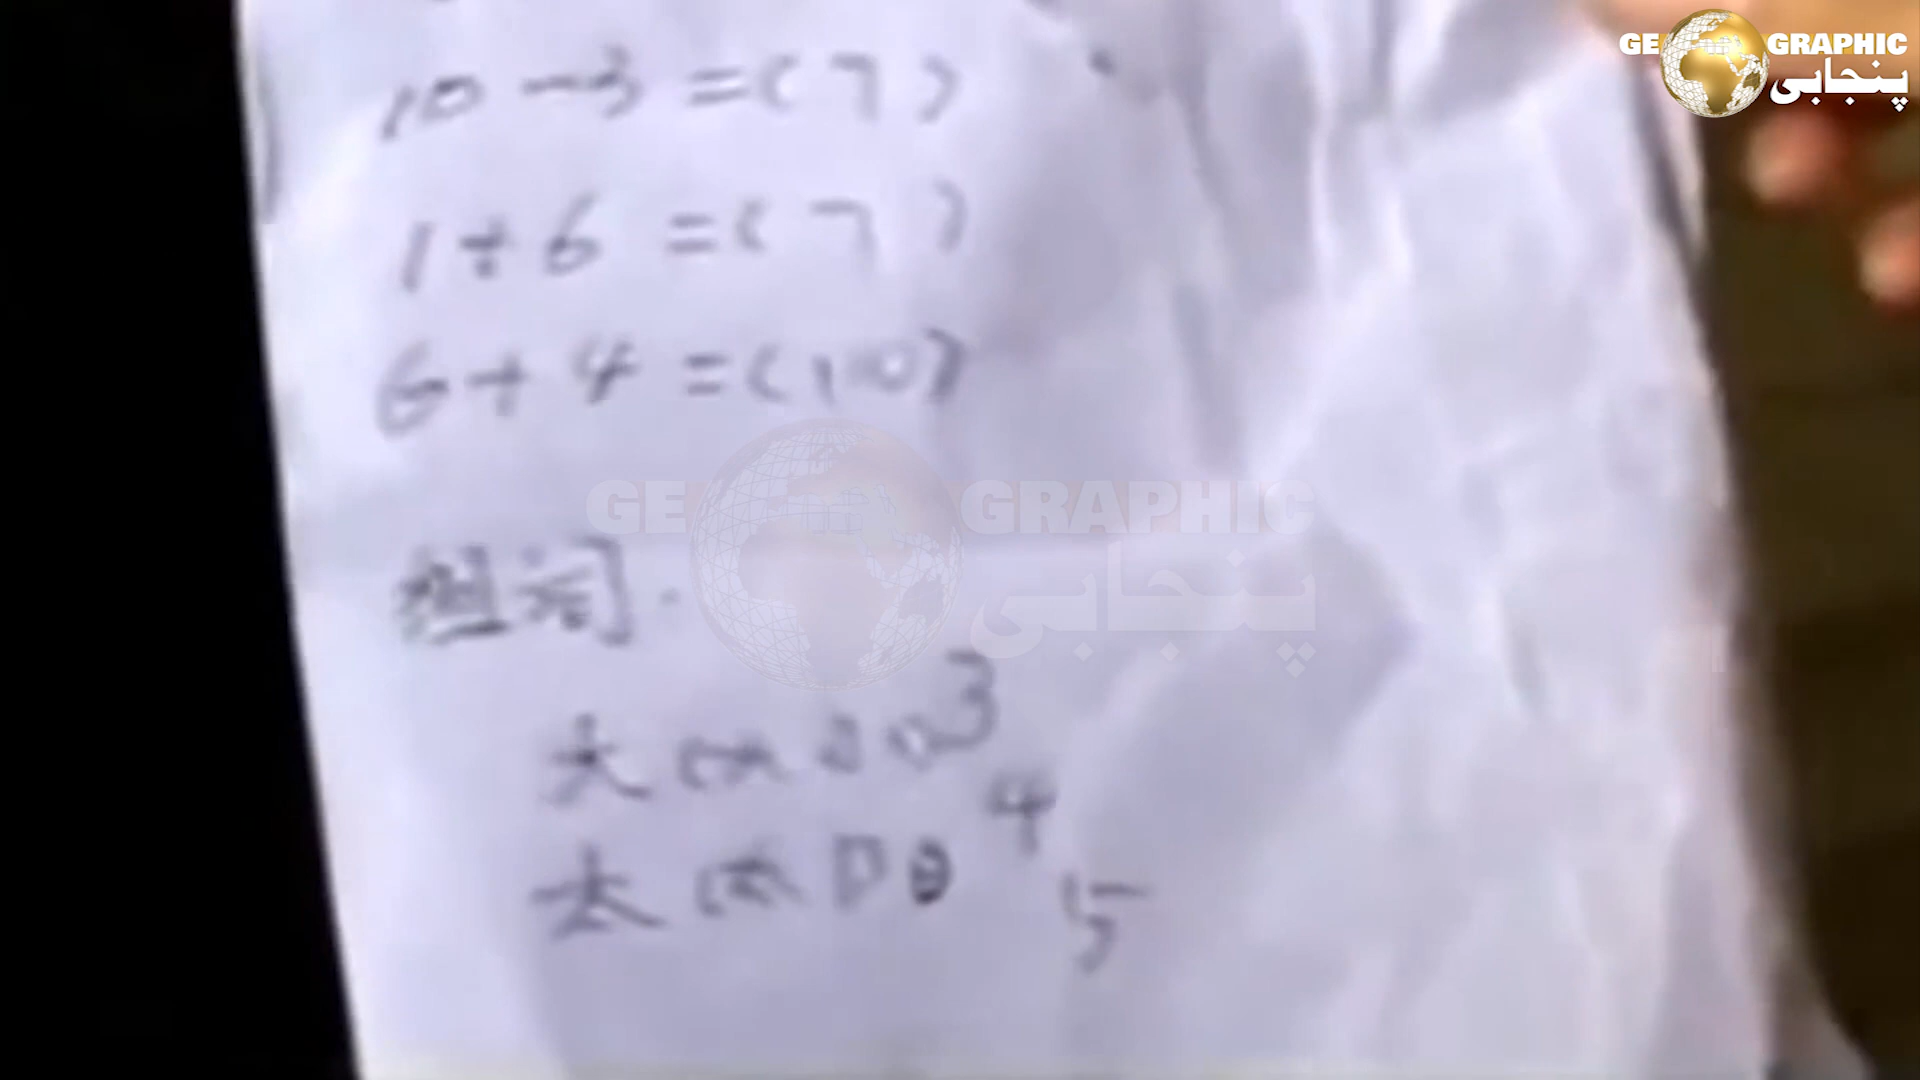 GEOGRAPHIC
پنجابی
10 - 3 = ( 7 )
1 + 6 = ( 7 )
6 + 4 = ( 10 )
GEOGRAPHIC
پنجابی
组词.
大 3
4
5